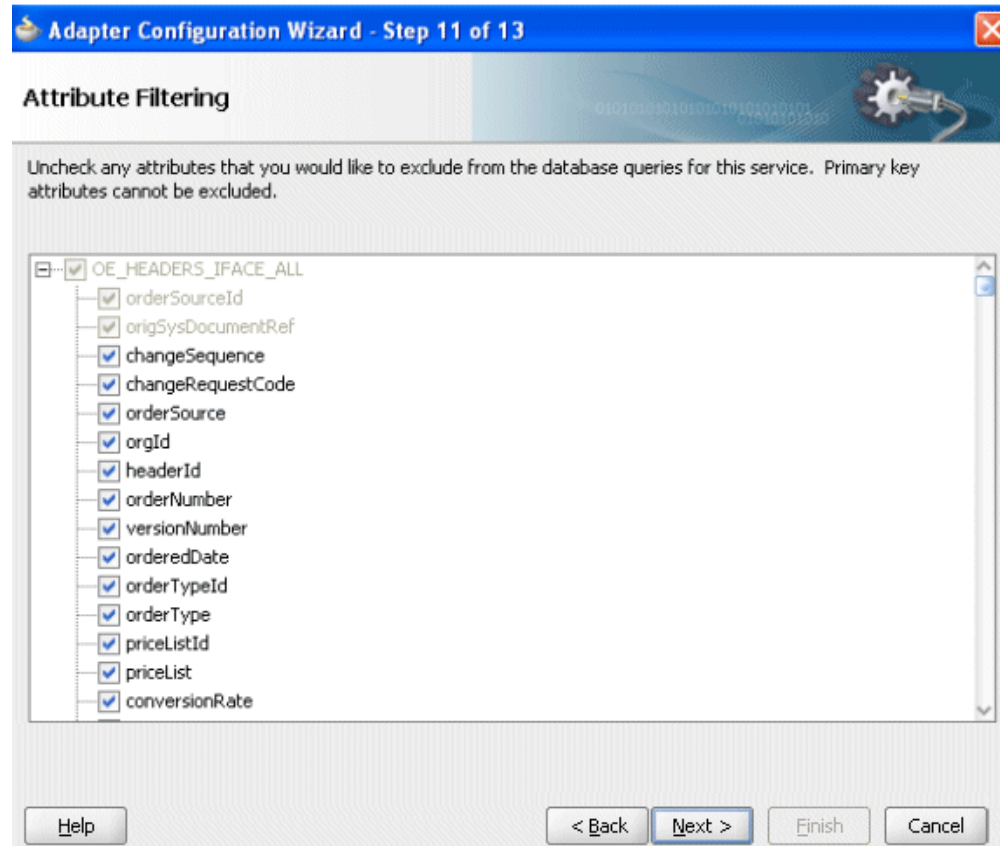 Adapter Configuration Wizard - Step 11 of 13
Attribute Filtering
Uncheck any attributes that you would like to exclude from the database queries for this service. Primary key
attributes cannot be excluded.
OE_HEADERS_IFACE_ALL
orderSourceId
origSysDocumentRef
changeSequence
changeRequestCode
orderSource
orgId
headerId
orderNumber
versionNumber
orderedDate
orderTypeId
orderType
priceListId
priceList
conversionRate
Help
< Back
Next >
Finish
Cancel